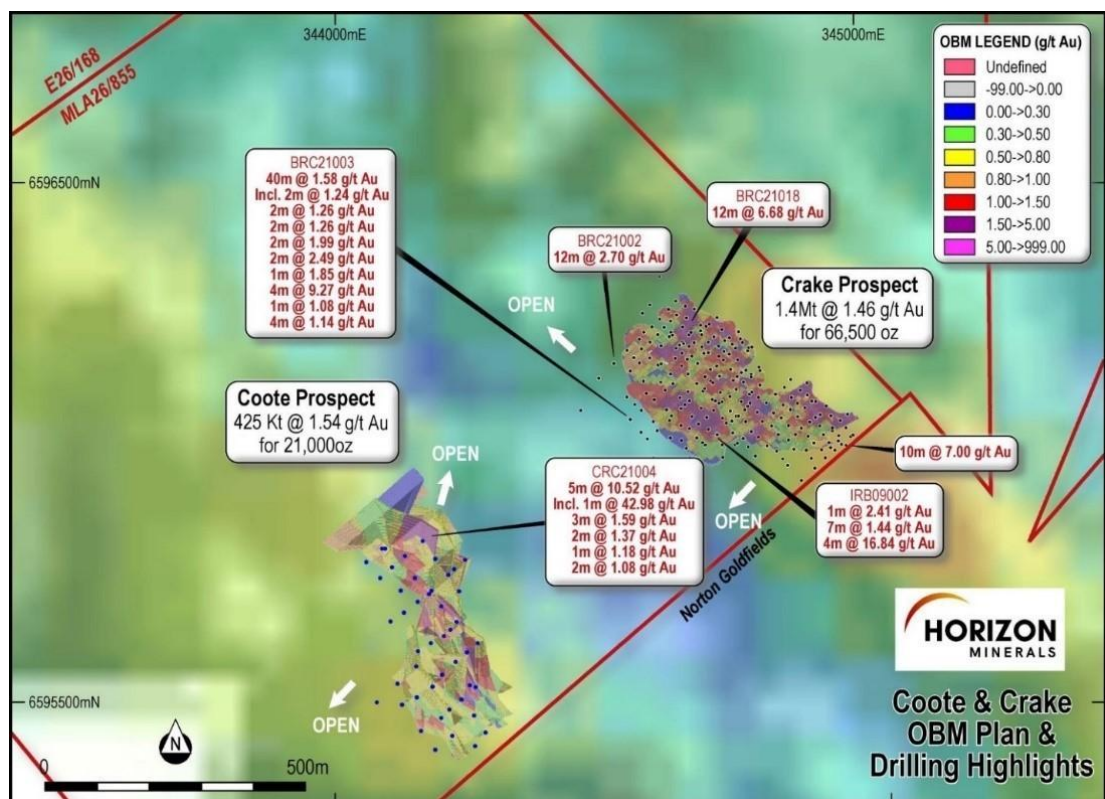 344000mE
345000mE
E26/168
MLA26/855
OBM LEGEND (g/t Au)
Undefined
-99.00->0.00
0.00->0.30
0.30->0.50
0.50->0.80
0.80->1.00
1.00->1.50
1.50->5.00
5.00->999.00
6596500mN
BRC21003
40m @ 1.58 g/t Au
Incl. 2m @ 1.24 g/t Au
2m @ 1.26 g/t Au
2m @ 1.26 g/t Au
2m @ 1.99 g/t Au
2m @ 2.49 g/t Au
1m @ 1.85 g/t Au
4m @ 9.27 g/t Au
1m @ 1.08 g/t Au
4m @ 1.14 g/t Au
BRC21018
12m @ 6.68 g/t Au
BRC21002
12m @ 2.70 g/t Au
OPEN
Crake Prospect
1.4Mt @ 1.46 g/t Au
for 66,500 oz
Coote Prospect
425 Kt @ 1.54 g/t Au
for 21,000oz
OPEN
10m @ 7.00 g/t Au
CRC21004
5m @ 10.52 g/t Au
Incl. 1m @ 42.98 g/t Au
3m @ 1.59 g/t Au
2m @ 1.37 g/t Au
1m @ 1.18 g/t Au
2m @ 1.08 g/t Au
OPEN
IRB09002
1m @ 2.41 g/t Au
7m @ 1.44 g/t Au
4m @ 16.84 g/t Au
Norton Goldfields
HORIZON
MINERALS
6595500mN
OPEN
Coote & Crake
OBM Plan &
Drilling Highlights
N
0
500m